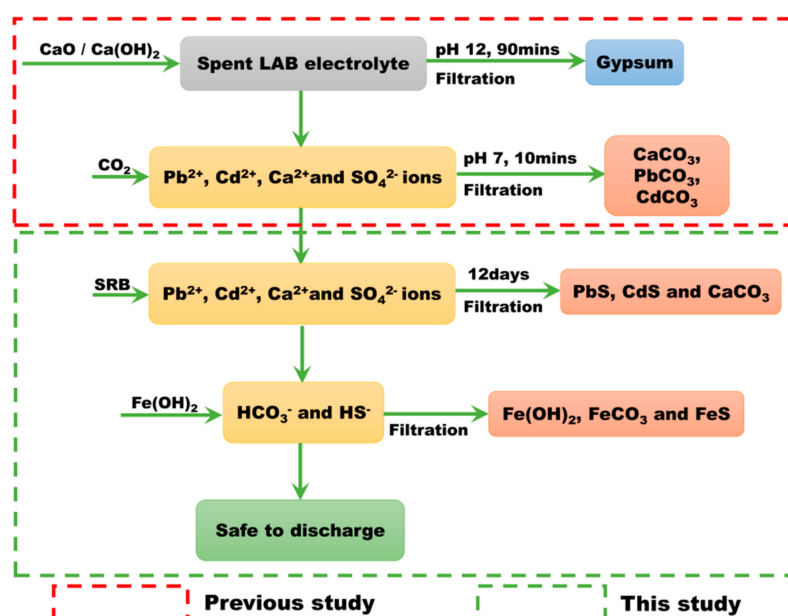 CaO / Ca(OH)₂
Spent LAB electrolyte
pH 12, 90mins
Filtration
Gypsum
CO₂
Pb²⁺, Cd²⁺, Ca²⁺and SO₄²⁻ ions
pH 7, 10mins
Filtration
CaCO₃,
PbCO₃,
CdCO₃
SRB
Pb²⁺, Cd²⁺, Ca²⁺and SO₄²⁻ ions
12days
Filtration
PbS, CdS and CaCO₃
Fe(OH)₂
HCO₃⁻ and HS⁻
Filtration
Fe(OH)₂, FeCO₃ and FeS
Safe to discharge
Previous study
This study